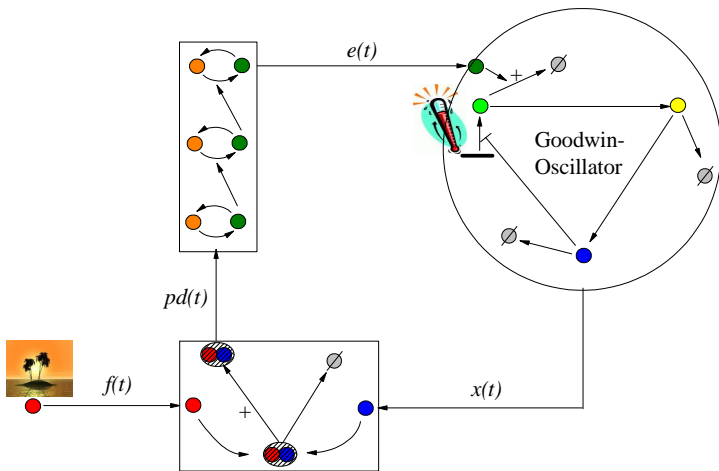 e(t)
+
Goodwin-
Oscillator
pd(t)
f(t)
+
x(t)